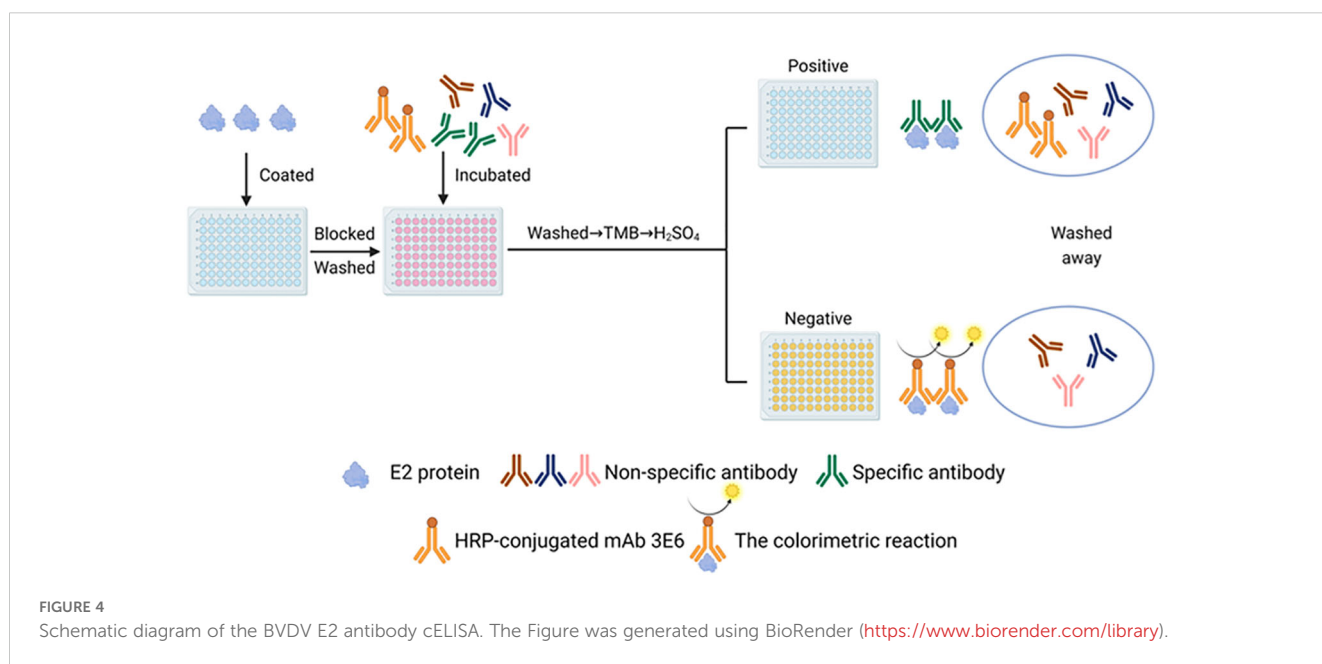 Positive
Coated
Incubated
Blocked
Washed
Washed→TMB→H₂SO₄
Washed
away
Negative
E2 protein
Non-specific antibody
Specific antibody
HRP-conjugated mAb 3E6
The colorimetric reaction
FIGURE 4
Schematic diagram of the BVDV E2 antibody cELISA. The Figure was generated using BioRender (https://www.biorender.com/library).